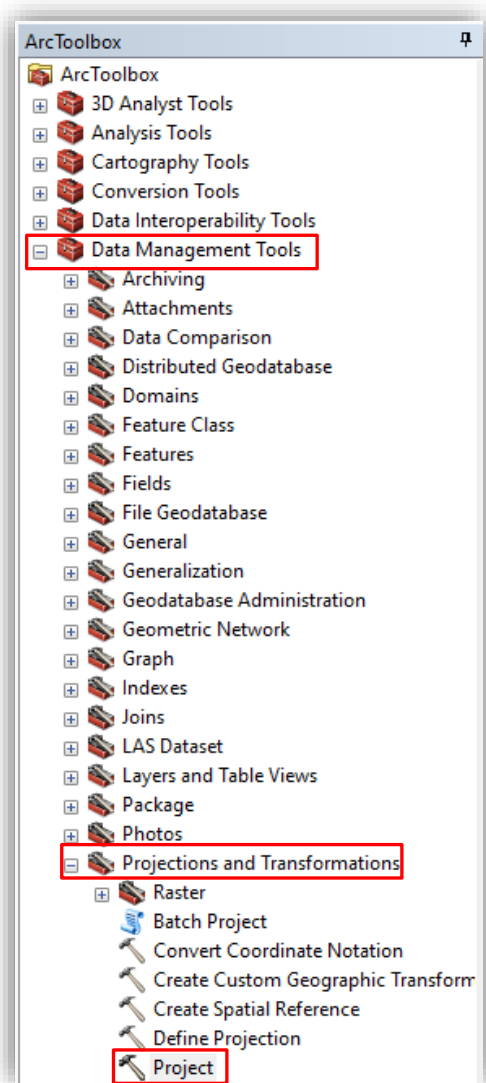 ArcToolbox
ArcToolbox
3D Analyst Tools
Analysis Tools
Cartography Tools
Conversion Tools
Data Interoperability Tools
Data Management Tools
Archiving
Attachments
Data Comparison
Distributed Geodatabase
Domains
Feature Class
Features
Fields
File Geodatabase
General
Generalization
Geodatabase Administration
Geometric Network
Graph
Indexes
Joins
LAS Dataset
Layers and Table Views
Package
Photos
Projections and Transformations
Raster
Batch Project
Convert Coordinate Notation
Create Custom Geographic Transform
Create Spatial Reference
Define Projection
Project